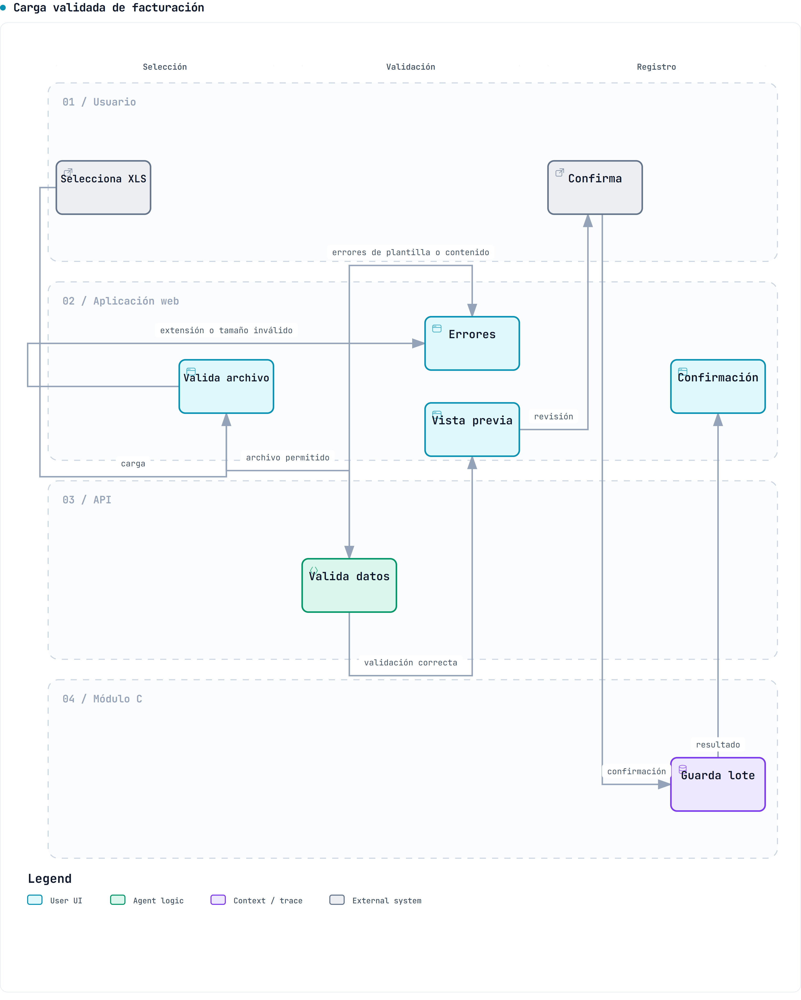 Carga validada de facturación
Selección
Validación
Registro
01 / Usuario
Selecciona XLS
Confirma
errores de plantilla o contenido
02 / Aplicación web
extensión o tamaño inválido
Errores
Valida archivo
Confirmación
Vista previa
revisión
archivo permitido
carga
03 / API
Valida datos
validación correcta
04 / Módulo C
resultado
confirmación
Guarda lote
Legend
User UI
Agent logic
Context / trace
External system